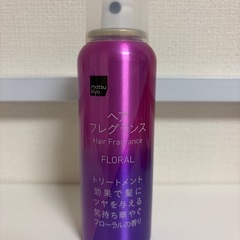 matsu
kiyo
ヘア
フレグランス
Hair Fragrance
FLORAL
トリートメント
効果で髪に
ツヤを与える
気持ち華やぐ
フローラルの香り